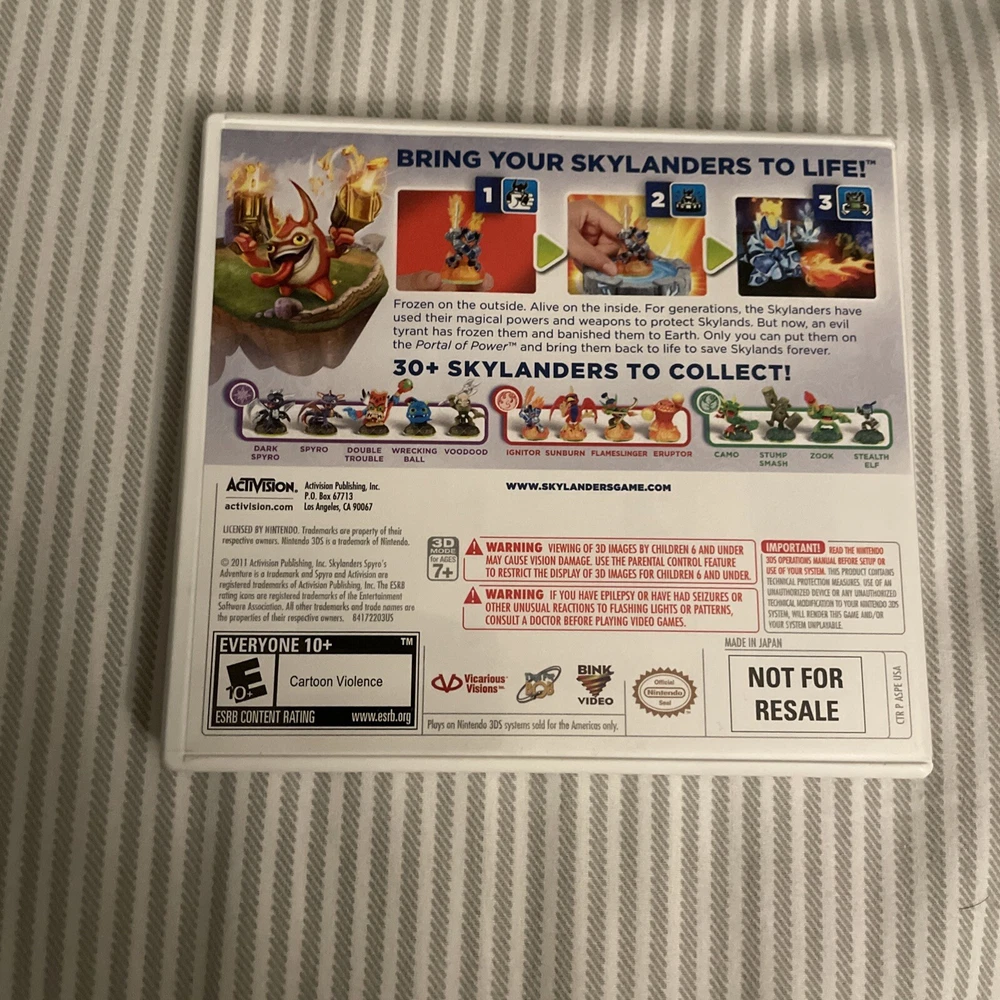 BRING YOUR SKYLANDERS TO LIFE!™
1
2
3
Frozen on the outside. Alive on the inside. For generations, the Skylanders have
used their magical powers and weapons to protect Skylands. But now, an evil
tyrant has frozen them and banished them to Earth. Only you can put them on
the Portal of Power™ and bring them back to life to save Skylands forever.
30+ SKYLANDERS TO COLLECT!
DARK SPYRO
SPYRO
DOUBLE TROUBLE
WRECKING BALL
VOODOOD
IGNITOR
SUNBURN
FLAMESLINGER
ERUPTOR
CAMO
STUMP SMASH
ZOOK
STEALTH ELF
ACTIVISION.
activision.com
Activision Publishing, Inc.
P.O. Box 67713
Los Angeles, CA 90067
WWW.SKYLANDERSGAME.COM
LICENSED BY NINTENDO. Trademarks are property of their
respective owners. Nintendo 3DS is a trademark of Nintendo.
© 2011 Activision Publishing, Inc. Skylanders Spyro's
Adventure is a trademark and Spyro and Activision are
registered trademarks of Activision Publishing, Inc. The ESRB
rating icons are registered trademarks of the Entertainment
Software Association. All other trademarks and trade names are
the properties of their respective owners. 84172203US
3D
MODE
for AGES
7+
WARNING VIEWING OF 3D IMAGES BY CHILDREN 6 AND UNDER
MAY CAUSE VISION DAMAGE. USE THE PARENTAL CONTROL FEATURE
TO RESTRICT THE DISPLAY OF 3D IMAGES FOR CHILDREN 6 AND UNDER.
WARNING IF YOU HAVE EPILEPSY OR HAVE HAD SEIZURES OR
OTHER UNUSUAL REACTIONS TO FLASHING LIGHTS OR PATTERNS,
CONSULT A DOCTOR BEFORE PLAYING VIDEO GAMES.
IMPORTANT! READ THE NINTENDO
3DS OPERATIONS MANUAL BEFORE SETUP OR
USE OF YOUR SYSTEM. THIS PRODUCT CONTAINS
TECHNICAL PROTECTION MEASURES. USE OF AN
UNAUTHORIZED DEVICE OR ANY UNAUTHORIZED
TECHNICAL MODIFICATION TO YOUR NINTENDO 3DS
SYSTEM, WILL RENDER THIS GAME AND/OR
YOUR SYSTEM UNPLAYABLE.
EVERYONE 10+ ™
E
10+
Cartoon Violence
ESRB CONTENT RATING www.esrb.org
Vicarious
Visions
BINK
VIDEO
Official
Nintendo
Seal
Plays on Nintendo 3DS systems sold for the Americas only.
MADE IN JAPAN
NOT FOR
RESALE
CTR P ASPE USA